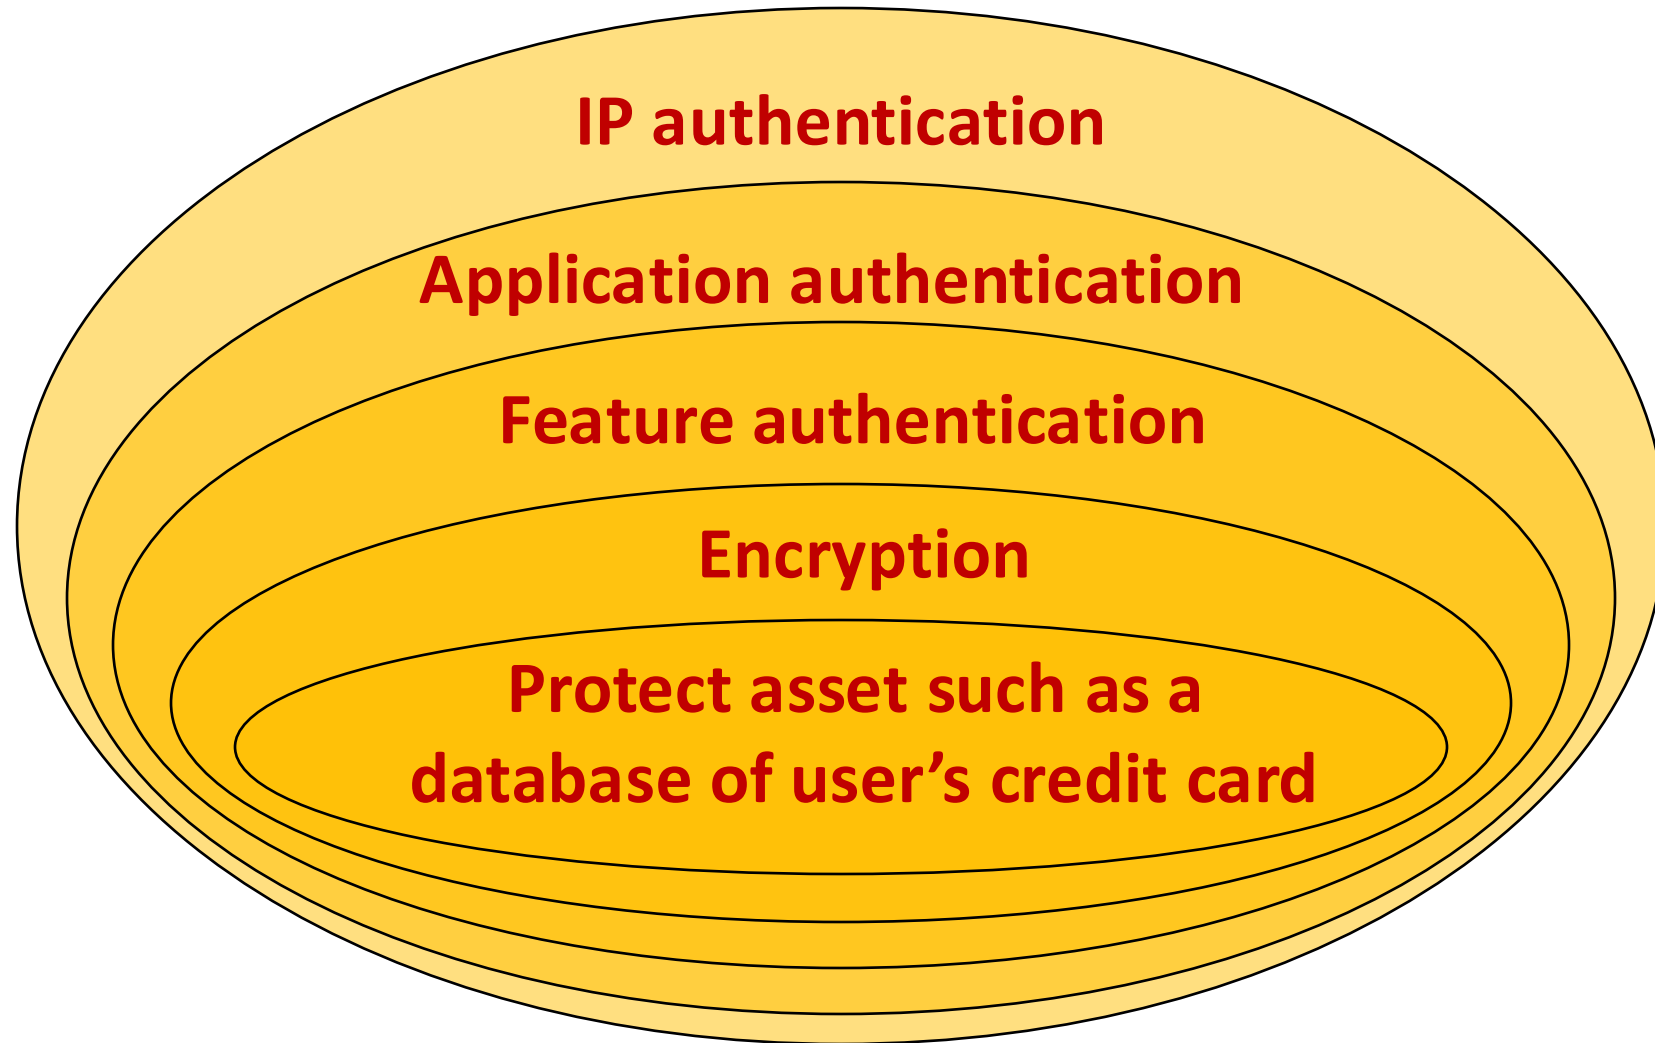 IP authentication
Application authentication
Feature authentication
Encryption
Protect asset such as a
database of user’s credit card